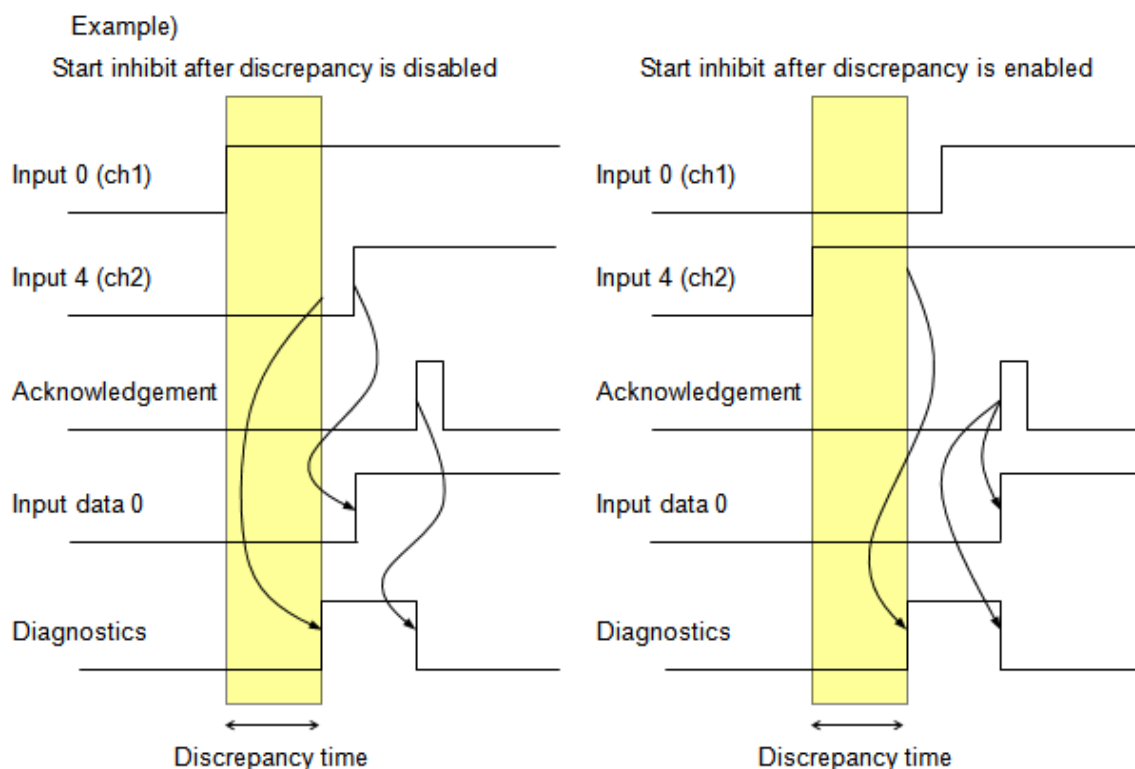 Example)
Start inhibit after discrepancy is disabled
Input 0 (ch1)
Input 4 (ch2)
Acknowledgement
Input data 0
Diagnostics
Discrepancy time
Start inhibit after discrepancy is enabled
Input 0 (ch1)
Input 4 (ch2)
Acknowledgement
Input data 0
Diagnostics
Discrepancy time